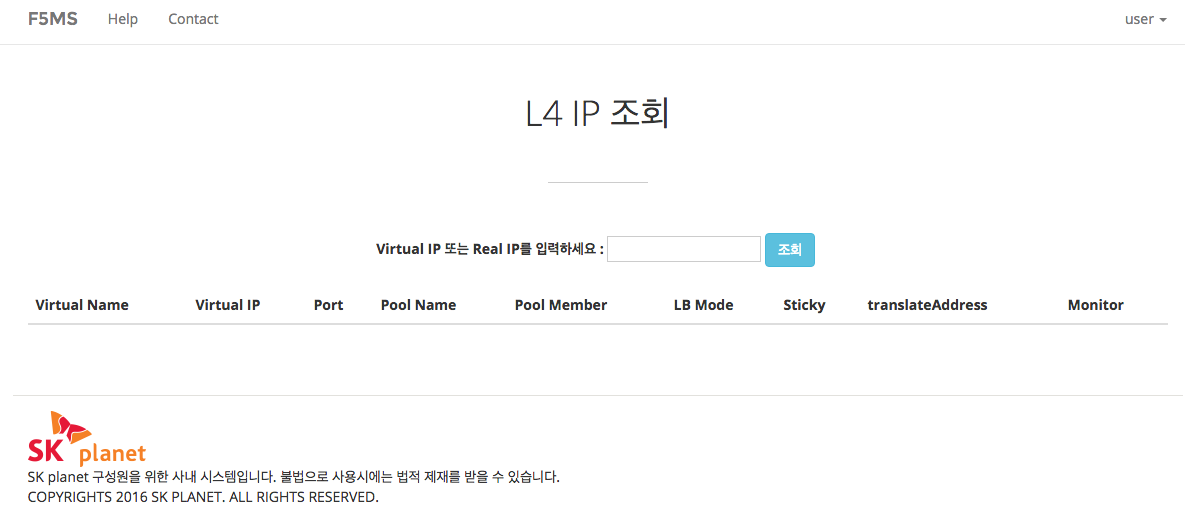 F5MS Help Contact user
L4 IP 조회
Virtual IP 또는 Real IP를 입력하세요 : 조회
Virtual Name Virtual IP Port Pool Name Pool Member LB Mode Sticky translateAddress Monitor
SK planet
SK planet 구성원을 위한 사내 시스템입니다. 불법으로 사용시에는 법적 제재를 받을 수 있습니다.
COPYRIGHTS 2016 SK PLANET. ALL RIGHTS RESERVED.